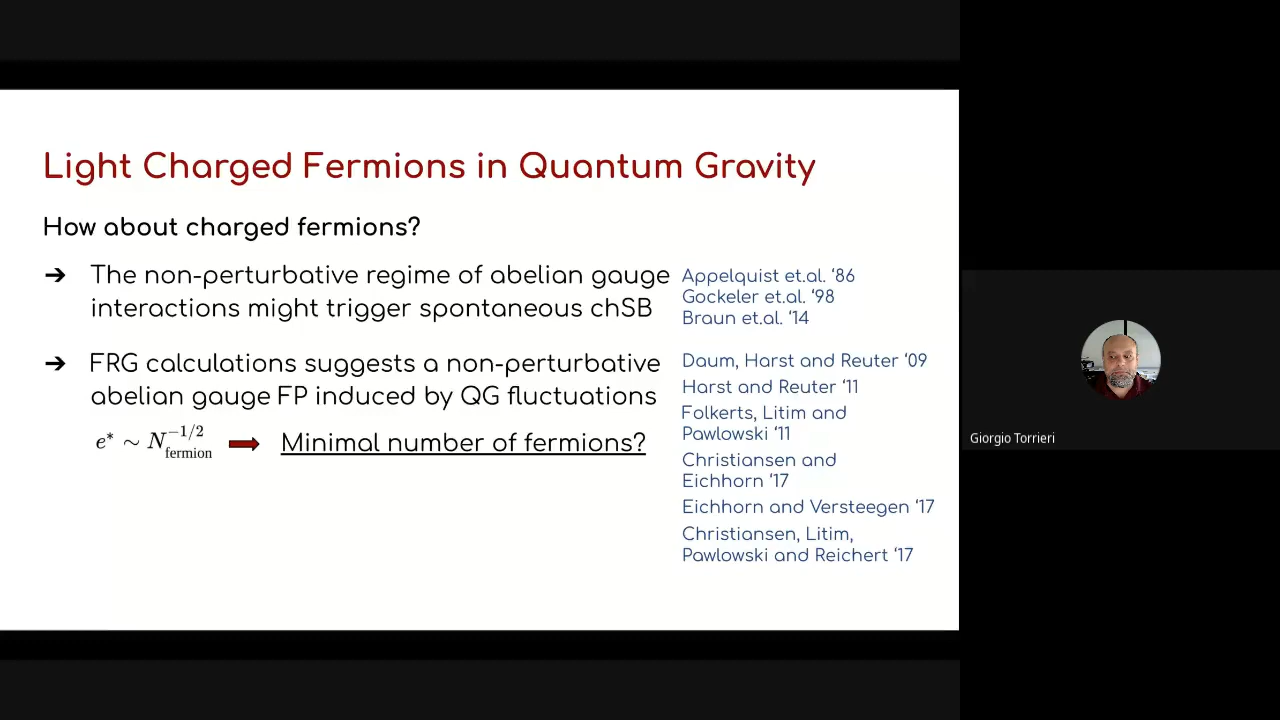 Light Charged Fermions in Quantum Gravity
How about charged fermions?
➔ The non-perturbative regime of abelian gauge
interactions might trigger spontaneous chSB
Appelquist et.al. ‘86
Gockeler et.al. ‘98
Braun et.al. ‘14
➔ FRG calculations suggests a non-perturbative
abelian gauge FP induced by QG fluctuations
e* ∼ N_fermion^{-1/2} Minimal number of fermions?
Daum, Harst and Reuter ‘09
Harst and Reuter ‘11
Folkerts, Litim and
Pawlowski ‘11
Christiansen and
Eichhorn ‘17
Eichhorn and Versteegen ‘17
Christiansen, Litim,
Pawlowski and Reichert ‘17
Giorgio Torrieri